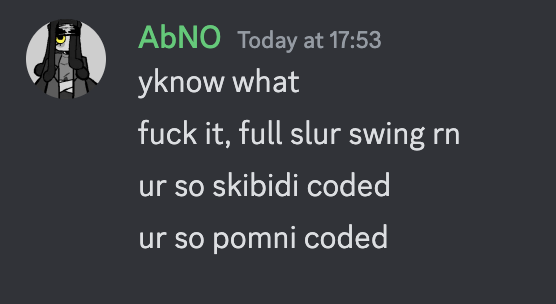 AbNO Today at 17:53
yknow what
fuck it, full slur swing rn
ur so skibidi coded
ur so pomni coded